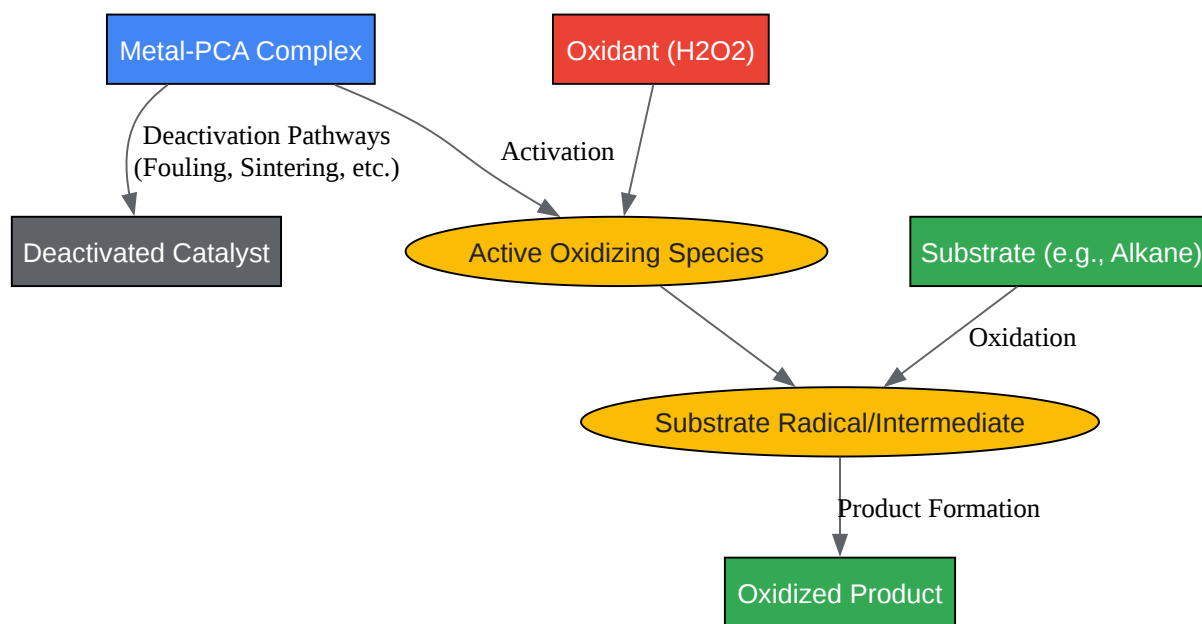 Metal-PCA Complex
Oxidant (H2O2)
Deactivation Pathways
(Fouling, Sintering, etc.)
Activation
Deactivated Catalyst
Active Oxidizing Species
Substrate (e.g., Alkane)
Oxidation
Substrate Radical/Intermediate
Product Formation
Oxidized Product